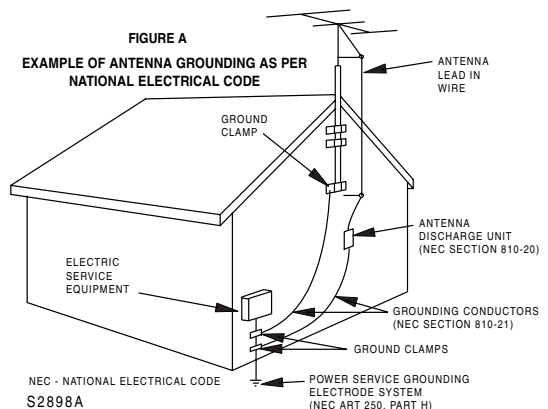 FIGURE A
EXAMPLE OF ANTENNA GROUNDING AS PER
NATIONAL ELECTRICAL CODE
ANTENNA
LEAD IN
WIRE
GROUND
CLAMP
ANTENNA
DISCHARGE UNIT
(NEC SECTION 810-20)
ELECTRIC
SERVICE
EQUIPMENT
GROUNDING CONDUCTORS
(NEC SECTION 810-21)
GROUND CLAMPS
NEC - NATIONAL ELECTRICAL CODE
S2898A
POWER SERVICE GROUNDING
ELECTRODE SYSTEM
(NEC ART 250, PART H)